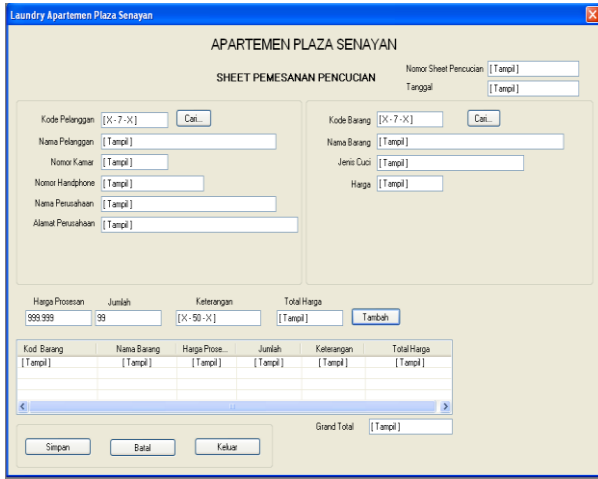 Laundry Apartemen Plaza Senayan
APARTEMEN PLAZA SENAYAN
SHEET PEMESANAN PENCUCIAN
Nomor Sheet Pencucian [ Tampil ]
Tanggal [ Tampil ]
Kode Pelanggan [X - 7 - X] Cari...
Nama Pelanggan [ Tampil ]
Nomor Kamar [ Tampil ]
Nomor Handphone [ Tampil ]
Nama Perusahaan [ Tampil ]
Alamat Perusahaan [ Tampil ]
Kode Barang [X - 7 - X] Cari...
Nama Barang [ Tampil ]
Jenis Cuci [ Tampil ]
Harga [ Tampil ]
Harga Prosesan Jumlah Keterangan Total Harga
999.999 99 [X - 50 - X] [ Tampil ] Tambah
Kod Barang Nama Barang Harga Prose... Jumlah Keterangan Total Harga
[ Tampil ] [ Tampil ] [ Tampil ] [ Tampil ] [ Tampil ] [ Tampil ]
Grand Total [ Tampil ]
Simpan Batal Keluar